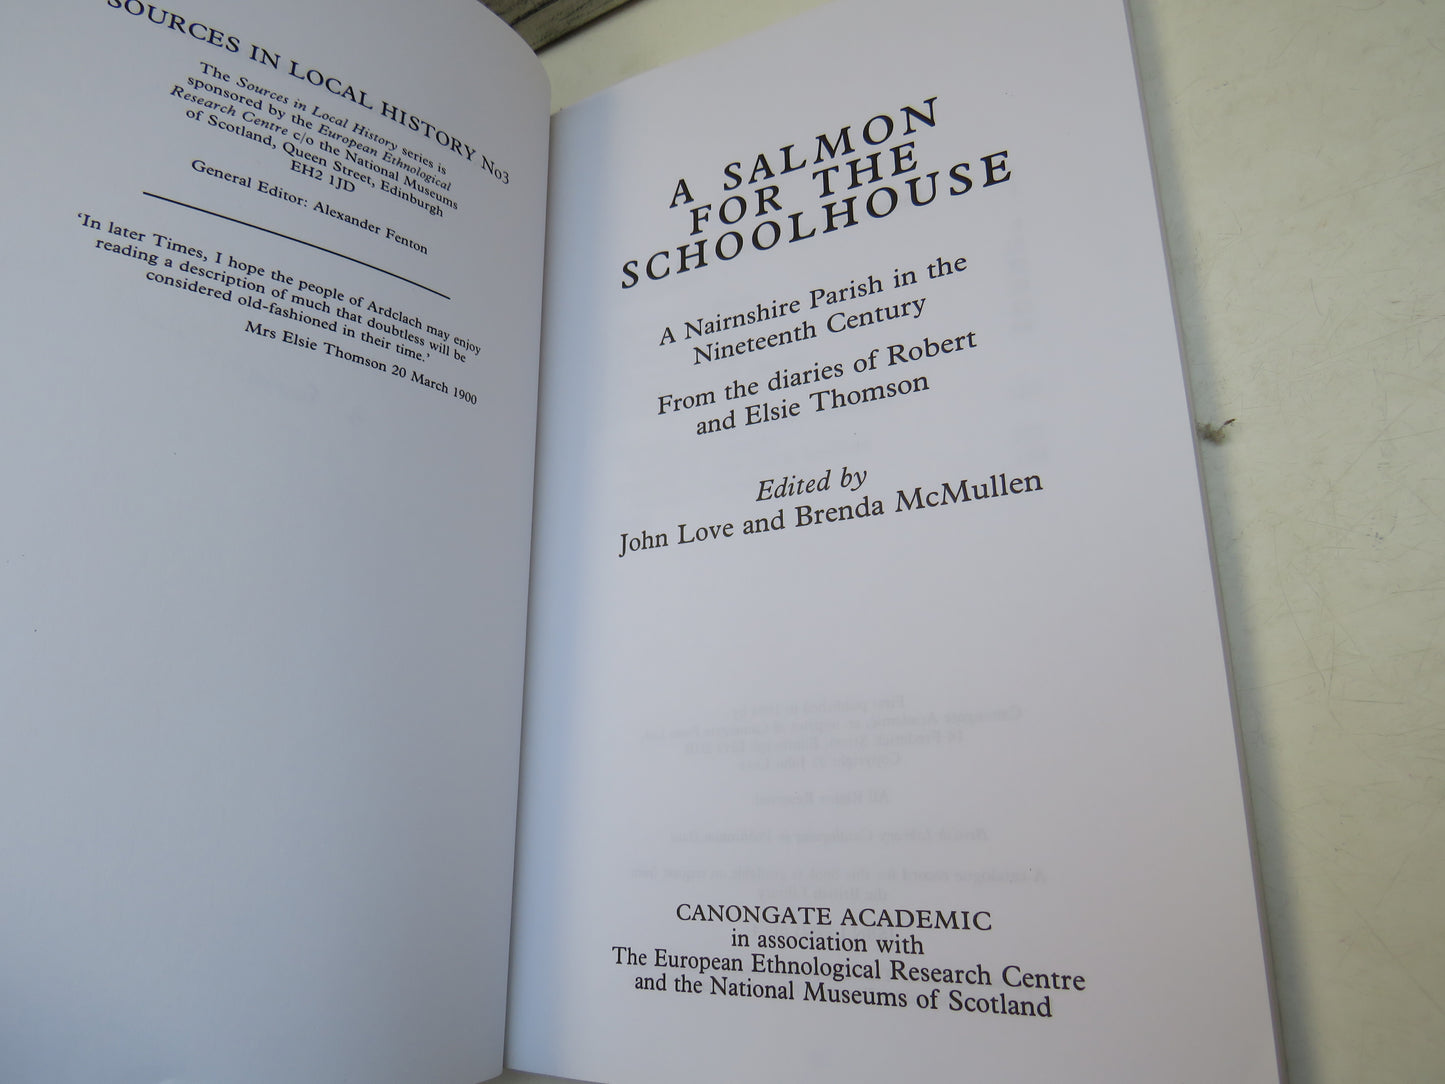 SOURCES IN LOCAL HISTORY No3
The Sources in Local History series is
sponsored by the European Ethnological
Research Centre c/o the National Museums
of Scotland, Queen Street, Edinburgh
EH2 1JD
General Editor: Alexander Fenton
‘In later Times, I hope the people of Ardclach may enjoy
reading a description of much that doubtless will be
considered old-fashioned in their time.’
Mrs Elsie Thomson 20 March 1900
A SALMON
FOR THE
SCHOOLHOUSE
A Nairnshire Parish in the
Nineteenth Century
From the diaries of Robert
and Elsie Thomson
Edited by
John Love and Brenda McMullen
CANONGATE ACADEMIC
in association with
The European Ethnological Research Centre
and the National Museums of Scotland